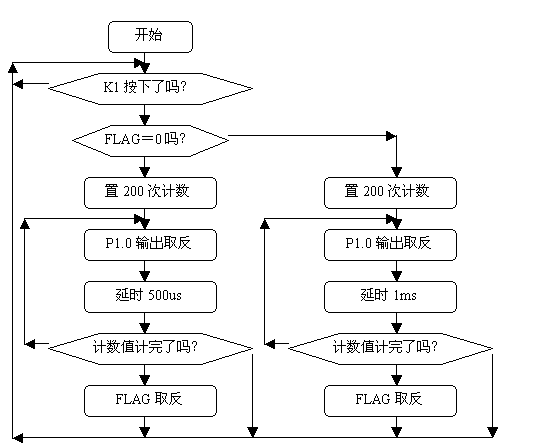 开始
K1 按下了吗?
FLAG=0吗?
置 200 次计数
置 200 次计数
P1.0 输出取反
P1.0 输出取反
延时 500us
延时 1ms
计数值计完了吗?
计数值计完了吗?
FLAG 取反
FLAG 取反